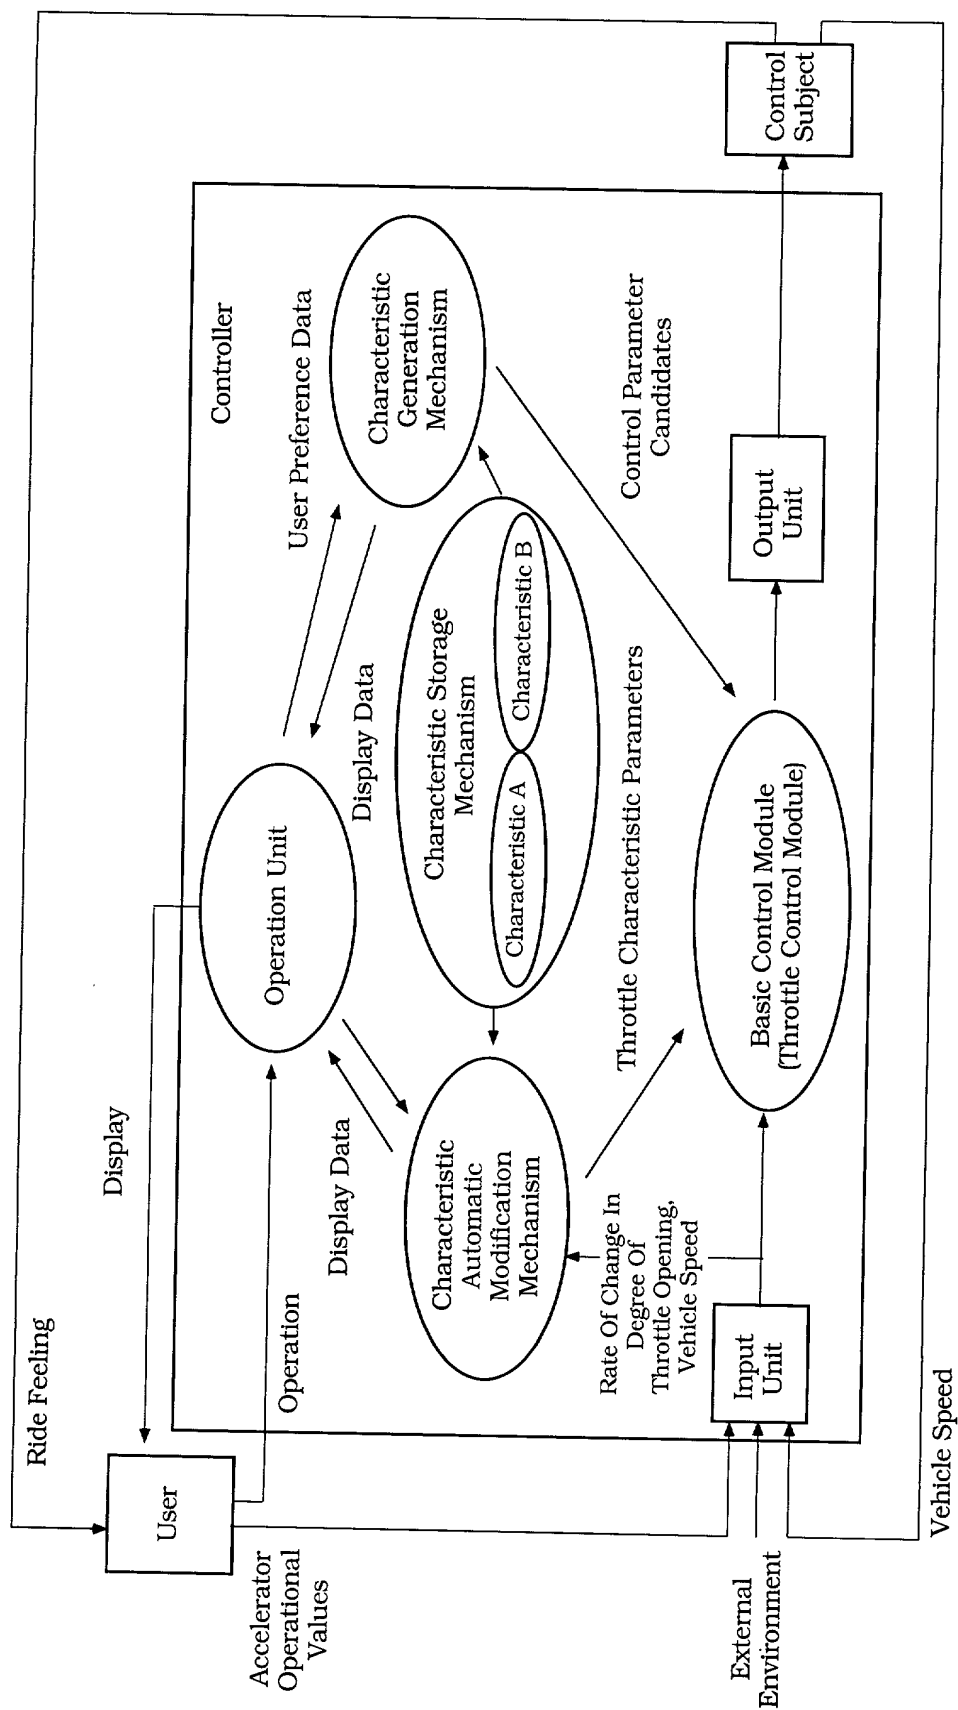 Ride Feeling
Display
User
Operation
Accelerator
Operational
Values
Controller
Operation Unit
User Preference Data
Display Data
Display Data
Characteristic
Generation
Mechanism
Characteristic Storage
Mechanism
Characteristic A
Characteristic B
Characteristic
Automatic
Modification
Mechanism
Control Parameter
Candidates
Throttle Characteristic Parameters
Rate Of Change In
Degree Of
Throttle Opening,
Vehicle Speed
Input
Unit
Basic Control Module
(Throttle Control Module)
Output
Unit
Control
Subject
External
Environment
Vehicle Speed